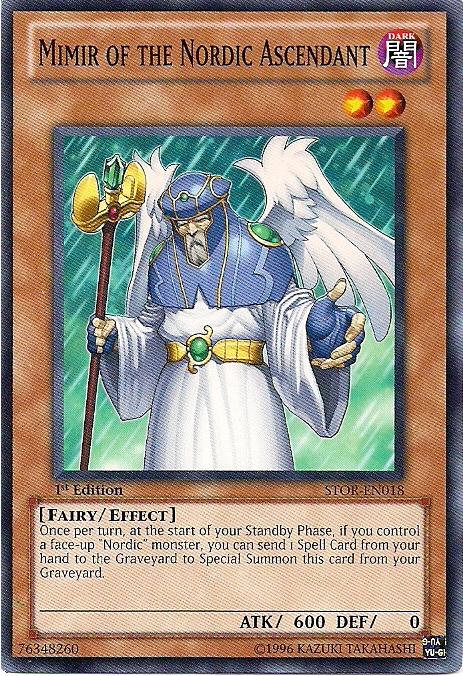 Mimir of the Nordic Ascendant
DARK
闇
1st Edition
STOR-EN018
[Fairy/Effect]
Once per turn, at the start of your Standby Phase, if you control
a face-up "Nordic" monster, you can send 1 Spell Card from your
hand to the Graveyard to Special Summon this card from your
Graveyard.
ATK/ 600 DEF/ 0
76348260
©1996 KAZUKI TAKAHASHI